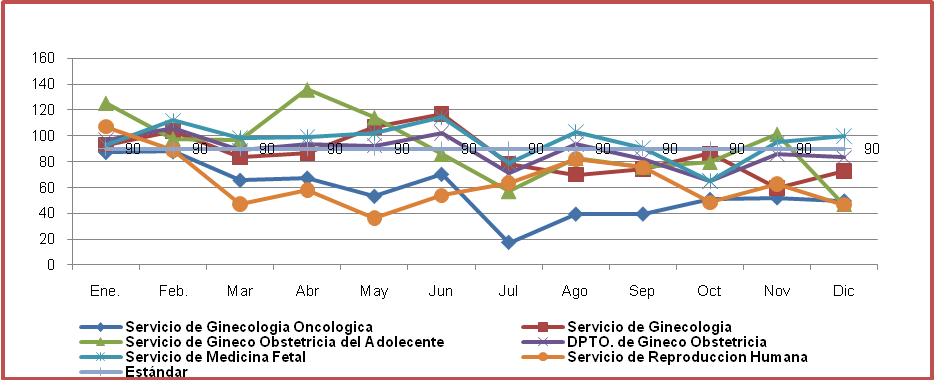 160
140
120
100
80
60
40
20
0
90 90 90 90 90 90 90 90 90 90 90 90
Ene. Feb. Mar Abr May Jun Jul Ago Sep Oct Nov Dic
Servicio de Ginecologia Oncologica Servicio de Ginecologia
Servicio de Gineco Obstetricia del Adolecente DPTO. de Gineco Obstetricia
Servicio de Medicina Fetal Servicio de Reproduccion Humana
Estándar